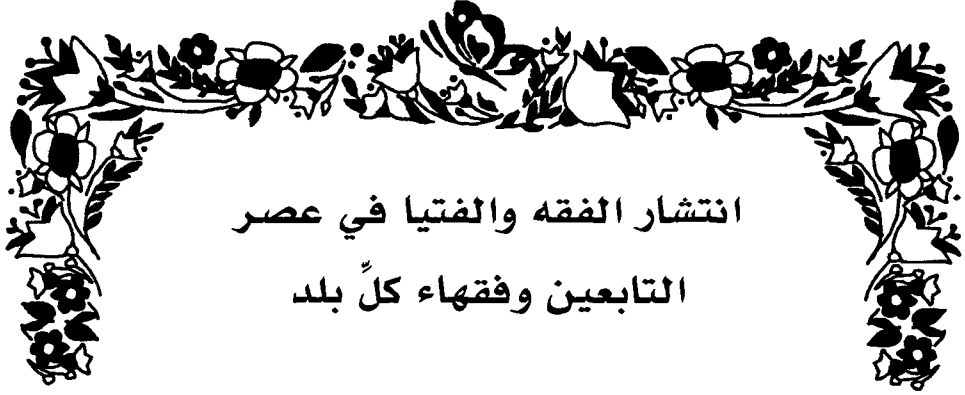 انتشار الفقه والفتيا في عصر
التابعين وفقهاء كلِّ بلد